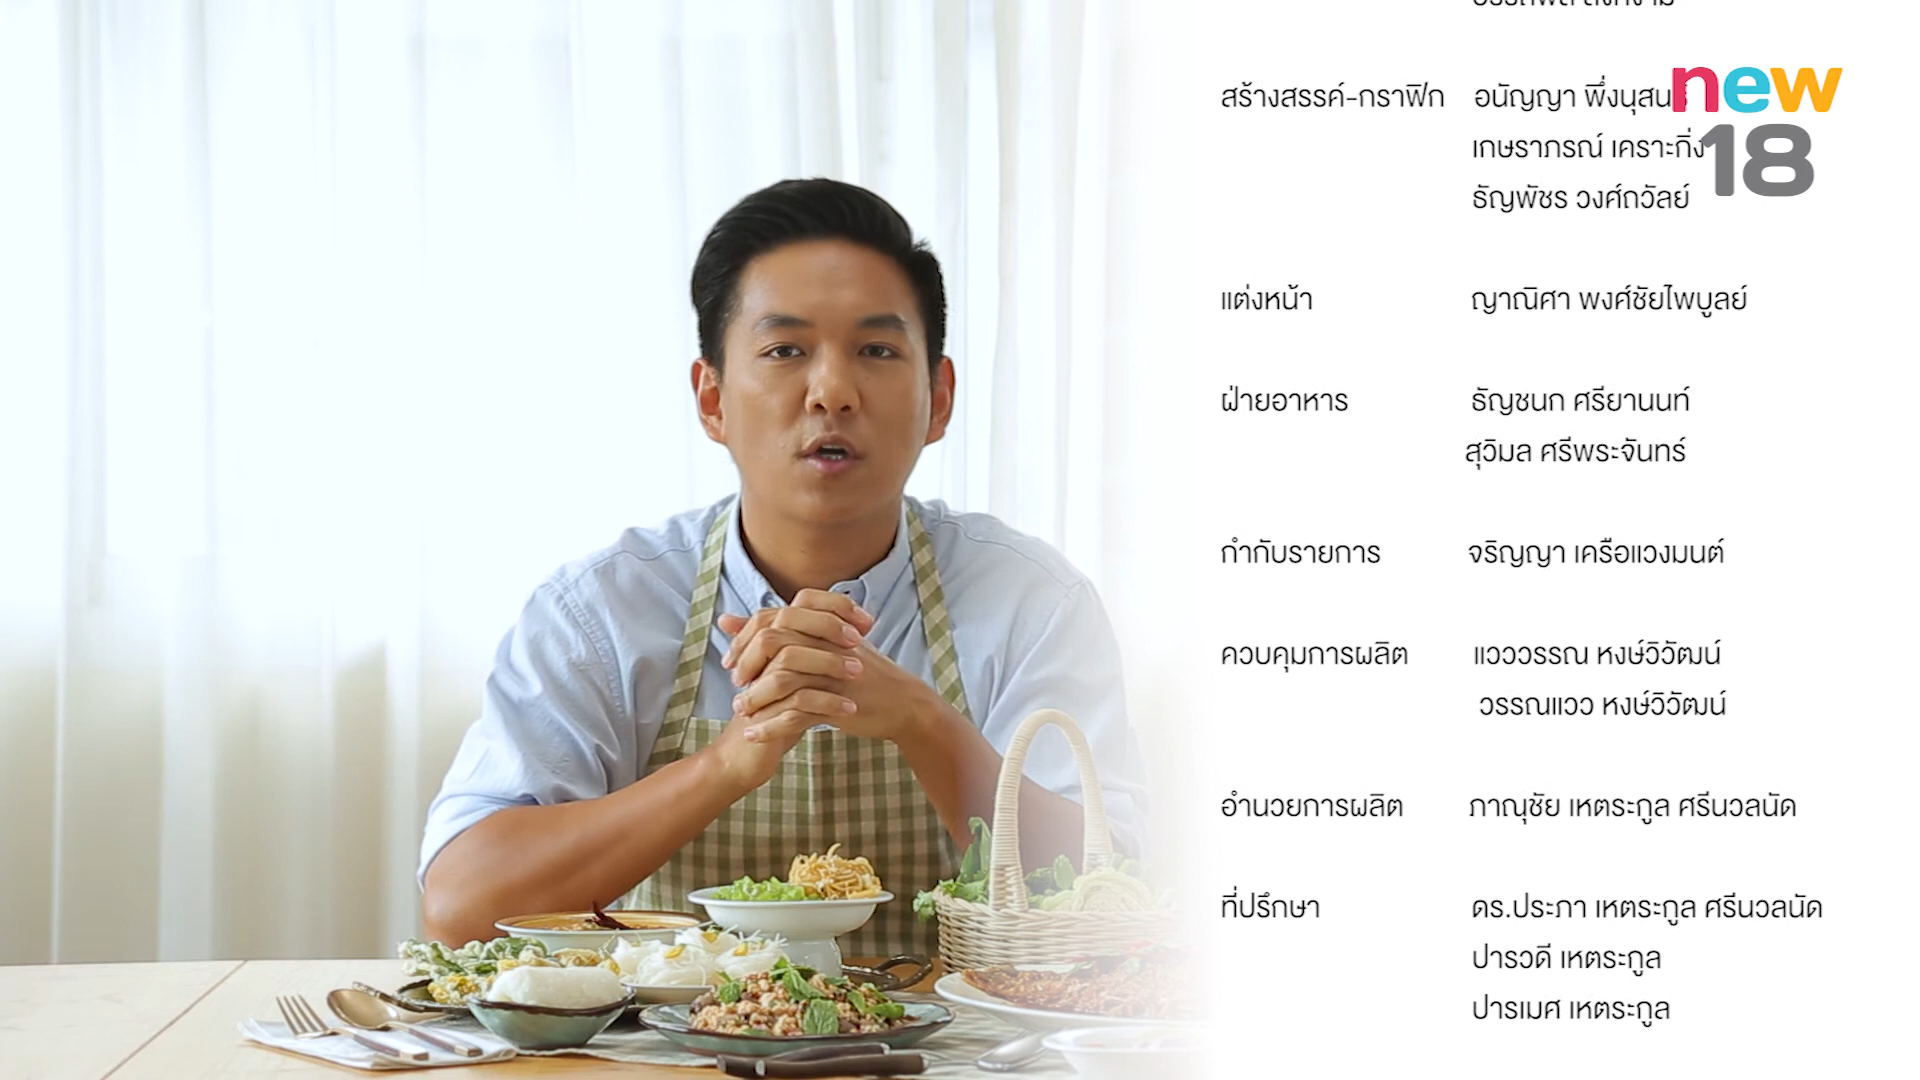 new
18
สร้างสรรค์-กราฟิก อนัญญา
เกษราภรณ์ เคราะกิ่ง
ธัญพัชร วงศ์ถวัลย์
แต่งหน้า ญาณิศา พงศ์ชัยไพบูลย์
ฝ่ายอาหาร ธัญชนก ศรียานนท์
สุวิมล ศรีพระจันทร์
กำกับรายการ จริญญา เครือแวงมนต์
ควบคุมการผลิต แวววรรณ หงษ์วิวัฒน์
วรรณแวว หงษ์วิวัฒน์
อำนวยการผลิต ภาณุชัย เหตระกูล ศรีนวลนัด
ที่ปรึกษา ดร.ประภา เหตระกูล ศรีนวลนัด
ปารวดี เหตระกูล
ปารเมศ เหตระกูล